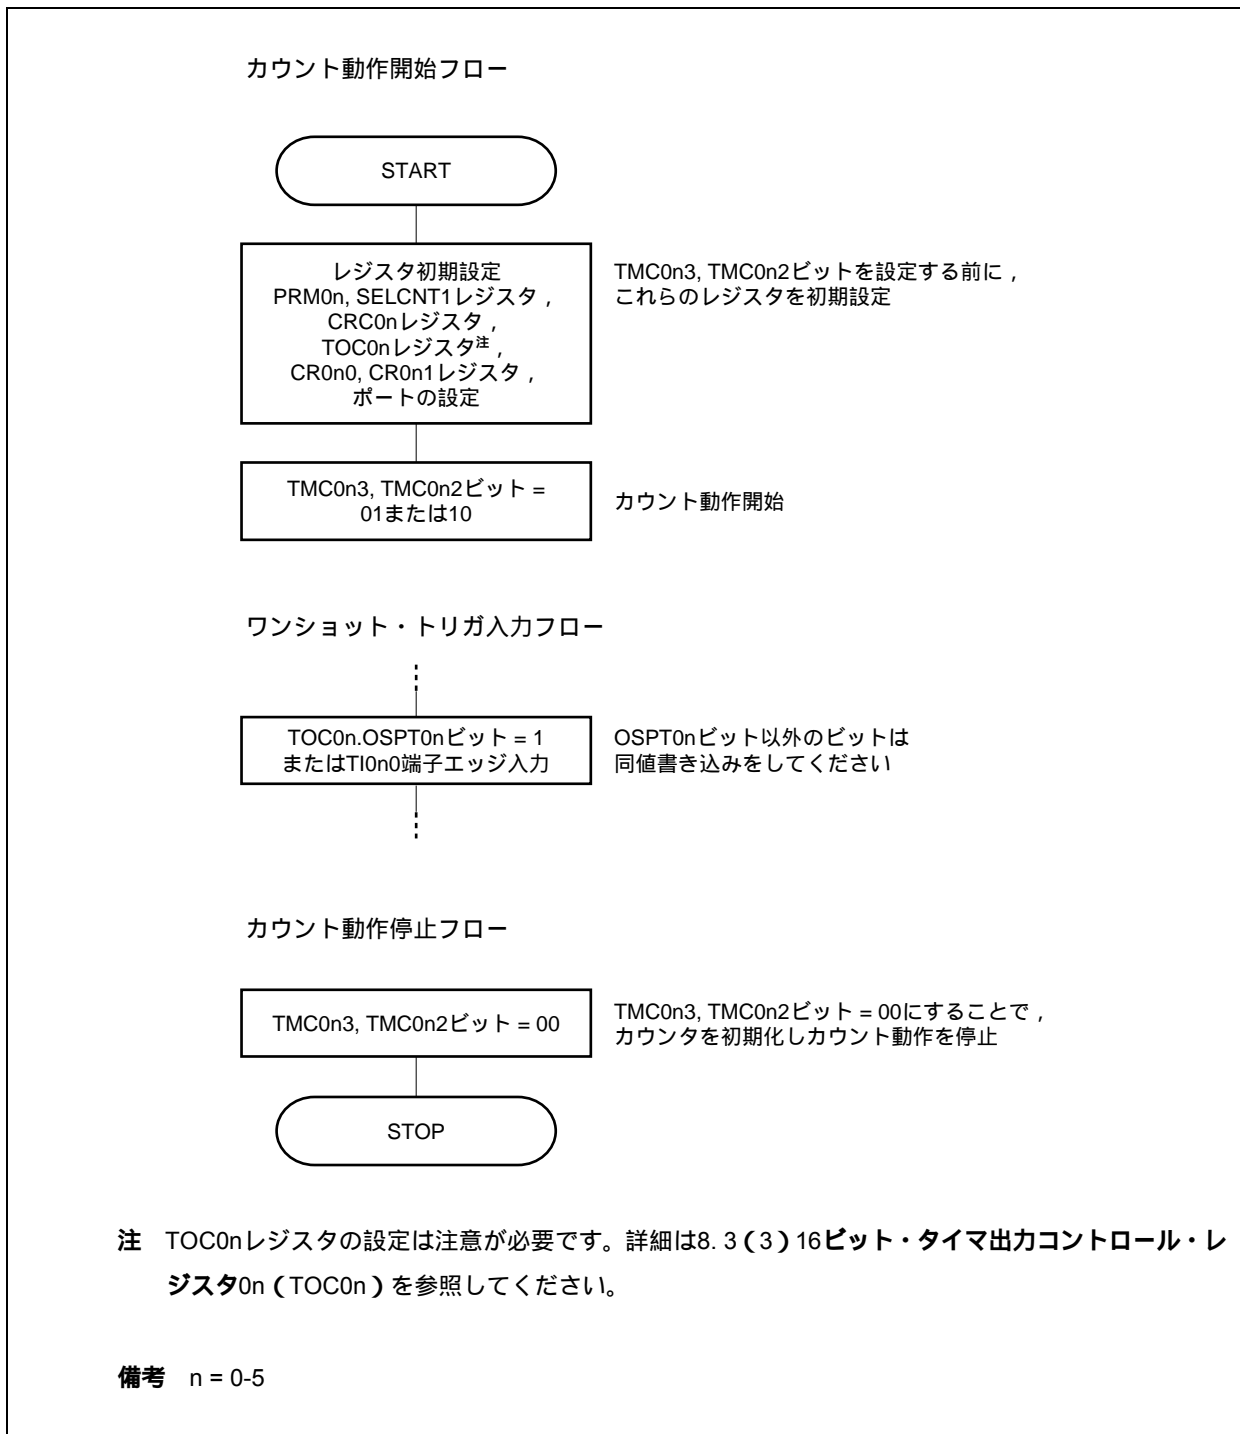 カウント動作開始フロー
START
レジスタ初期設定
PRM0n, SELCNT1レジスタ，
CRC0nレジスタ，
TOC0nレジスタ注，
CR0n0, CR0n1レジスタ，
ポートの設定
TMC0n3, TMC0n2ビットを設定する前に，
これらのレジスタを初期設定
TMC0n3, TMC0n2ビット =
01または10
カウント動作開始
ワンショット・トリガ入力フロー
TOC0n.OSPT0nビット = 1
またはTI0n0端子エッジ入力
OSPT0nビット以外のビットは
同値書き込みをしてください
カウント動作停止フロー
TMC0n3, TMC0n2ビット = 00
TMC0n3, TMC0n2ビット = 00にすることで，
カウンタを初期化しカウント動作を停止
STOP
注 TOC0nレジスタの設定は注意が必要です。詳細は8. 3（3）16ビット・タイマ出力コントロール・レ
ジスタ0n（TOC0n）を参照してください。
備考 n = 0-5